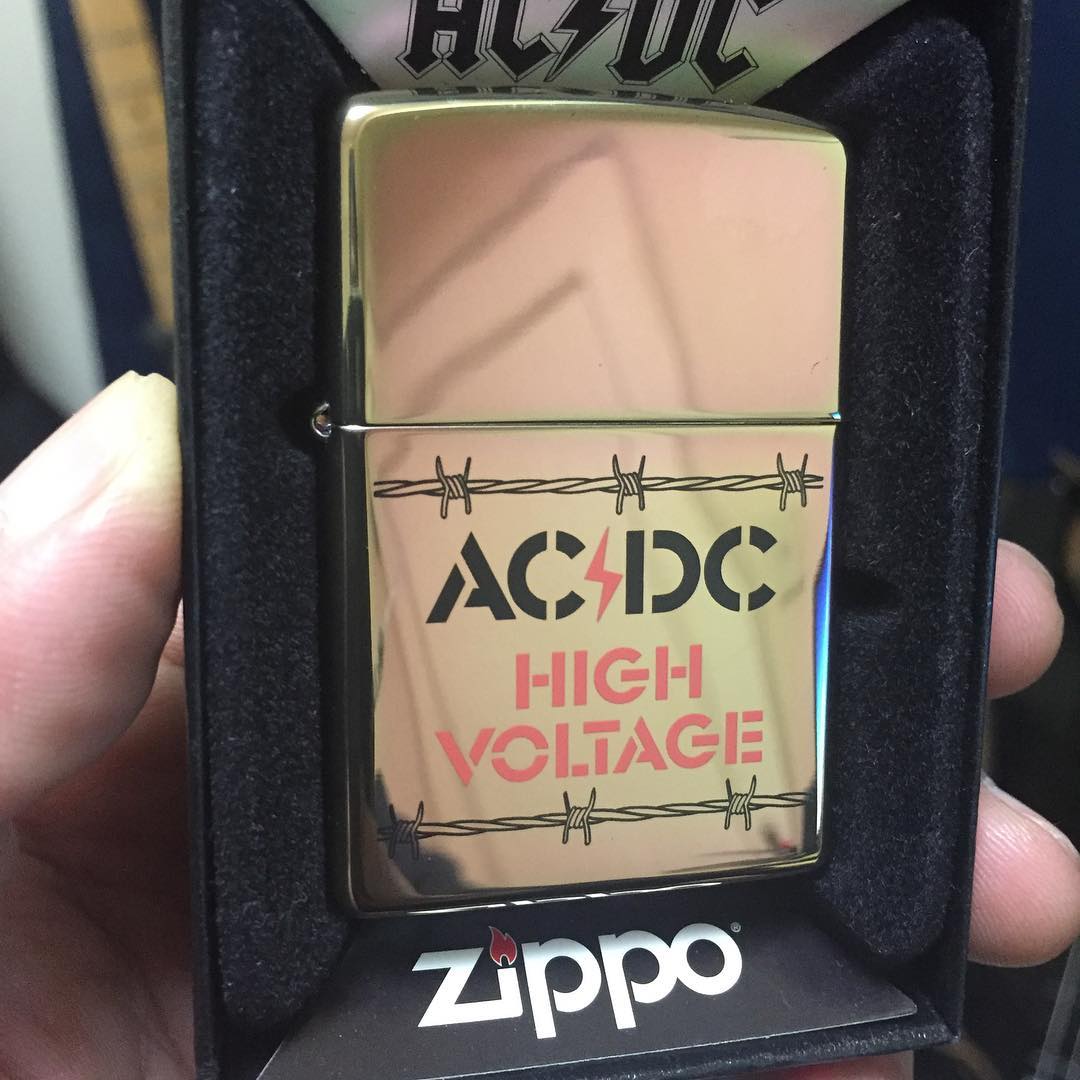 AC/DC
AC/DC
HIGH
VOLTAGE
zippo®